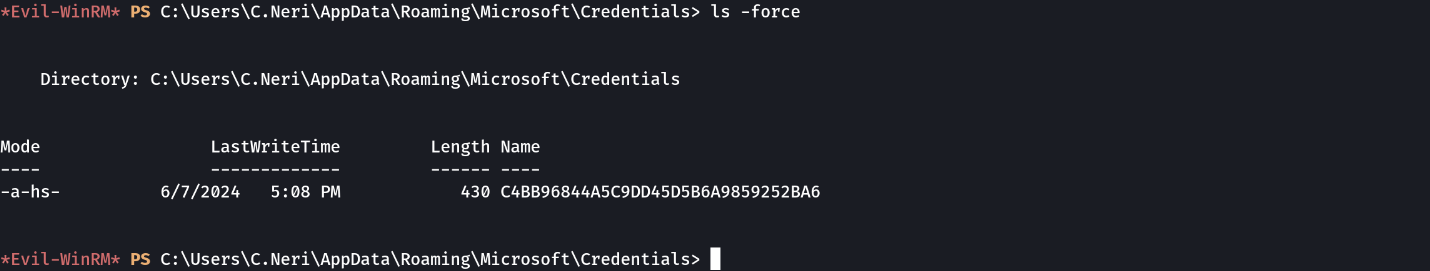 *Evil-WinRM* PS C:\Users\C.Neri\AppData\Roaming\Microsoft\Credentials> ls -force
Directory: C:\Users\C.Neri\AppData\Roaming\Microsoft\Credentials
Mode LastWriteTime Length Name
---- ------------- ------ ----
-a-hs- 6/7/2024 5:08 PM 430 C4BB96844A5C9DD45D5B6A9859252BA6
*Evil-WinRM* PS C:\Users\C.Neri\AppData\Roaming\Microsoft\Credentials>